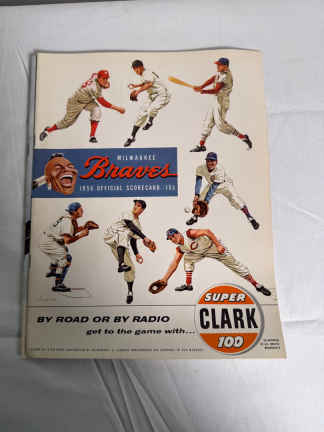 MILWAUKEE
Braves
1956 OFFICIAL SCORECARD 15¢
SUPER
CLARK
100
BY ROAD OR BY RADIO
get to the game with...